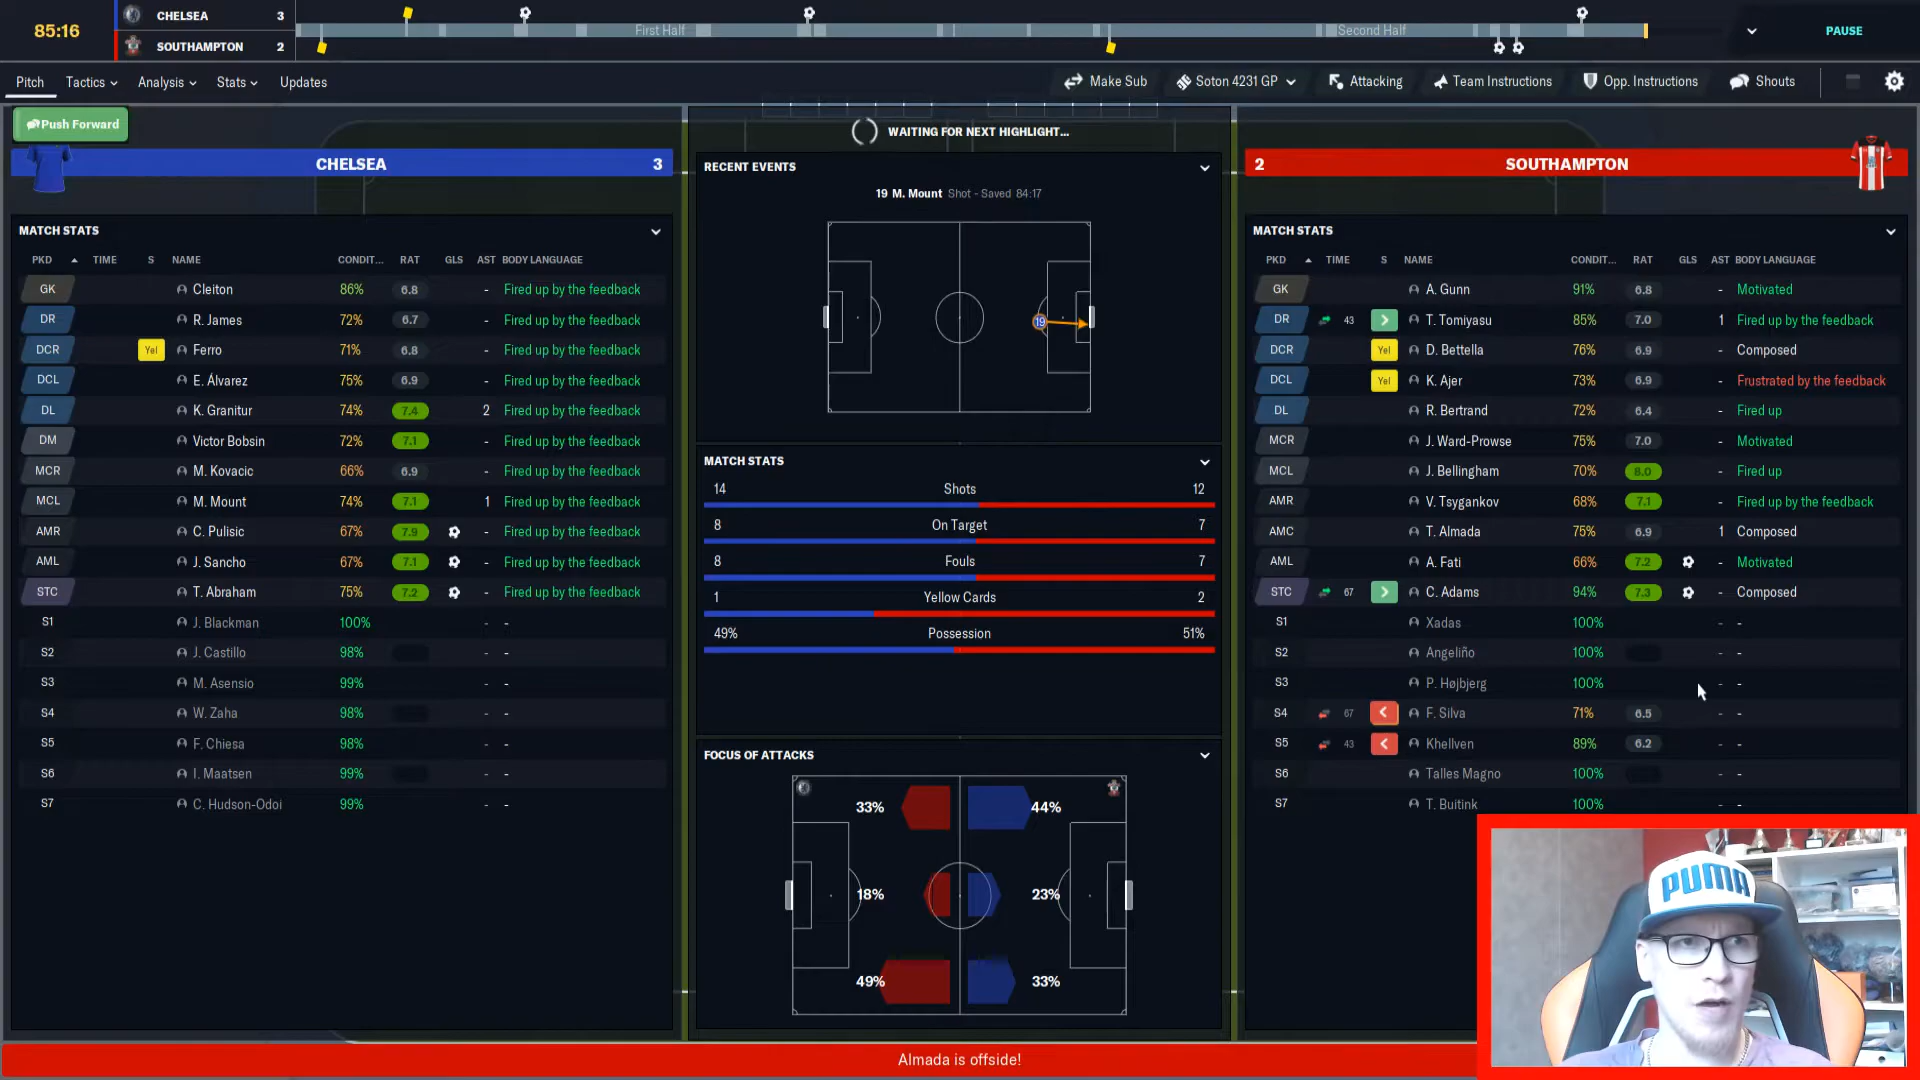 85:16
CHELSEA 3
SOUTHAMPTON 2
First Half
Second Half
PAUSE
Pitch Tactics Analysis Stats Updates
Make Sub Soton 4231 GP Attacking Team Instructions Opp. Instructions Shouts
Push Forward
WAITING FOR NEXT HIGHLIGHT...
CHELSEA 3
MATCH STATS
PKD TIME S NAME CONDIT... RAT GLS AST BODY LANGUAGE
GK Cleiton 86% 6.8 - Fired up by the feedback
DR R. James 72% 6.7 - Fired up by the feedback
DCR Yel Ferro 71% 6.8 - Fired up by the feedback
DCL E. Álvarez 75% 6.9 - Fired up by the feedback
DL K. Granitur 74% 7.4 2 Fired up by the feedback
DM Victor Bobsin 72% 7.1 - Fired up by the feedback
MCR M. Kovacic 66% 6.9 - Fired up by the feedback
MCL M. Mount 74% 7.1 1 Fired up by the feedback
AMR C. Pulisic 67% 7.9 - Fired up by the feedback
AML J. Sancho 67% 7.1 - Fired up by the feedback
STC T. Abraham 75% 7.2 - Fired up by the feedback
S1 J. Blackman 100% - -
S2 J. Castillo 98% - -
S3 M. Asensio 99% - -
S4 W. Zaha 98% - -
S5 F. Chiesa 98% - -
S6 I. Maatsen 99% - -
S7 C. Hudson-Odoi 99% - -
RECENT EVENTS
19 M. Mount Shot - Saved 84:17
19
MATCH STATS
14 Shots 12
8 On Target 7
8 Fouls 7
1 Yellow Cards 2
49% Possession 51%
FOCUS OF ATTACKS
33% 44%
18% 23%
49% 33%
2 SOUTHAMPTON
MATCH STATS
PKD TIME S NAME CONDIT... RAT GLS AST BODY LANGUAGE
GK A. Gunn 91% 6.8 - Motivated
DR 43 T. Tomiyasu 85% 7.0 1 Fired up by the feedback
DCR Yel D. Bettella 76% 6.9 - Composed
DCL Yel K. Ajer 73% 6.9 - Frustrated by the feedback
DL R. Bertrand 72% 6.4 - Fired up
MCR J. Ward-Prowse 75% 7.0 - Motivated
MCL J. Bellingham 70% 8.0 - Fired up
AMR V. Tsygankov 68% 7.1 - Fired up by the feedback
AMC T. Almada 75% 6.9 1 Composed
AML A. Fati 66% 7.2 - Motivated
STC 67 C. Adams 94% 7.3 - Composed
S1 Xadas 100% - -
S2 Angeliño 100% - -
S3 P. Højbjerg 100% - -
S4 67 F. Silva 71% 6.5 - -
S5 43 Khellven 89% 6.2 - -
S6 Talles Magno 100% - -
S7 T. Buitink 100% - -
PUMA
Almada is offside!